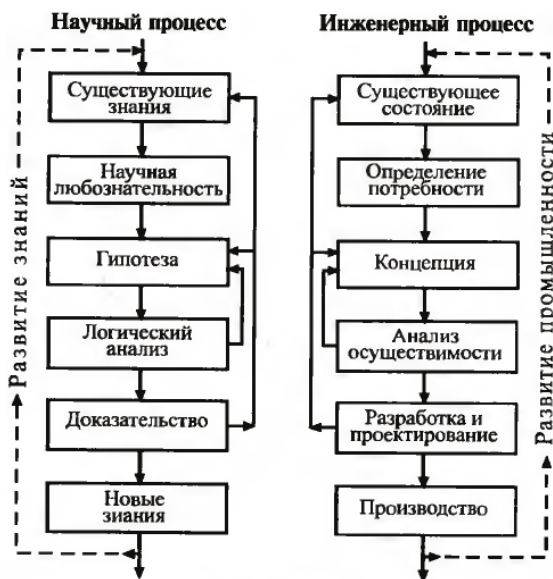 Научный процесс
Существующие
знания
Научная
любознательность
Гипотеза
Логический
анализ
Доказательство
Новые
зиания
Развитие знаний
Инженерный процесс
Существующее
состояние
Определение
потребности
Концепция
Анализ
осуществимости
Разработка и
проектирование
Производство
Развитие промышленности